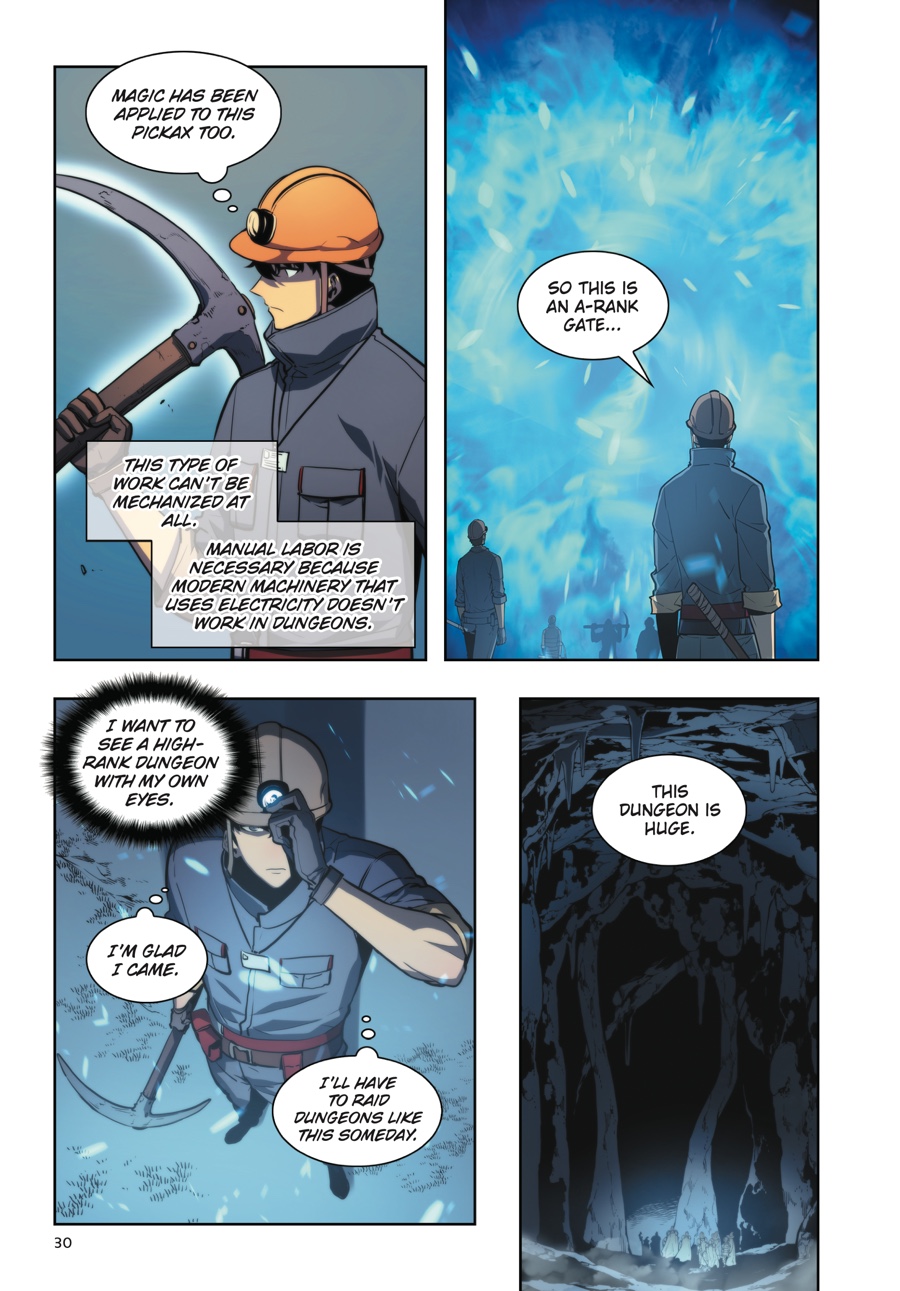 MAGIC HAS BEEN
APPLIED TO THIS
PICKAX TOO.
THIS TYPE OF
WORK CAN'T BE
MECHANIZED AT
ALL.
MANUAL LABOR IS
NECESSARY BECAUSE
MODERN MACHINERY THAT
USES ELECTRICITY DOESN'T
WORK IN DUNGEONS.
SO THIS IS
AN A-RANK
GATE...
I WANT TO
SEE A HIGH-
RANK DUNGEON
WITH MY OWN
EYES.
I'M GLAD
I CAME.
I'LL HAVE
TO RAID
DUNGEONS LIKE
THIS SOMEDAY.
THIS
DUNGEON IS
HUGE.
30